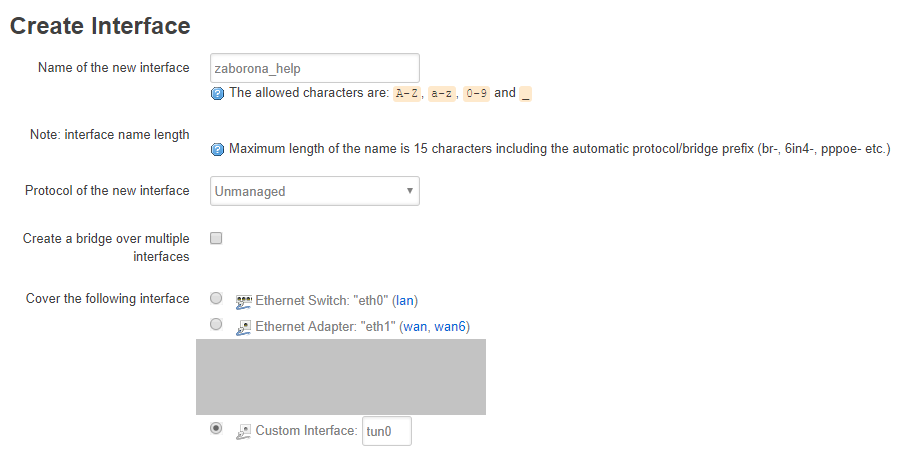 Create Interface
Name of the new interface
zaborona_help
The allowed characters are: A-Z, a-z, 0-9 and _
Note: interface name length
Maximum length of the name is 15 characters including the automatic protocol/bridge prefix (br-, 6in4-, pppoe- etc.)
Protocol of the new interface
Unmanaged
Create a bridge over multiple
interfaces
Cover the following interface
Ethernet Switch: "eth0" (lan)
Ethernet Adapter: "eth1" (wan, wan6)
Custom Interface: tun0